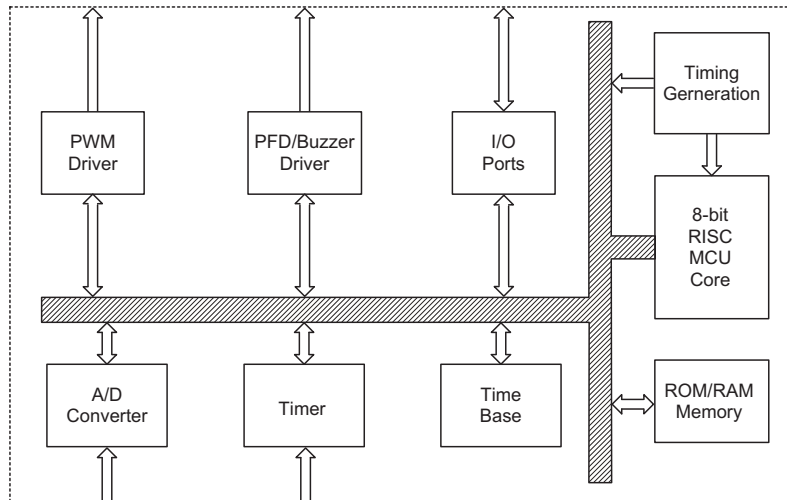 PWM
Driver
PFD/Buzzer
Driver
I/O
Ports
Timing
Gerneration
8-bit
RISC
MCU
Core
A/D
Converter
Timer
Time
Base
ROM/RAM
Memory